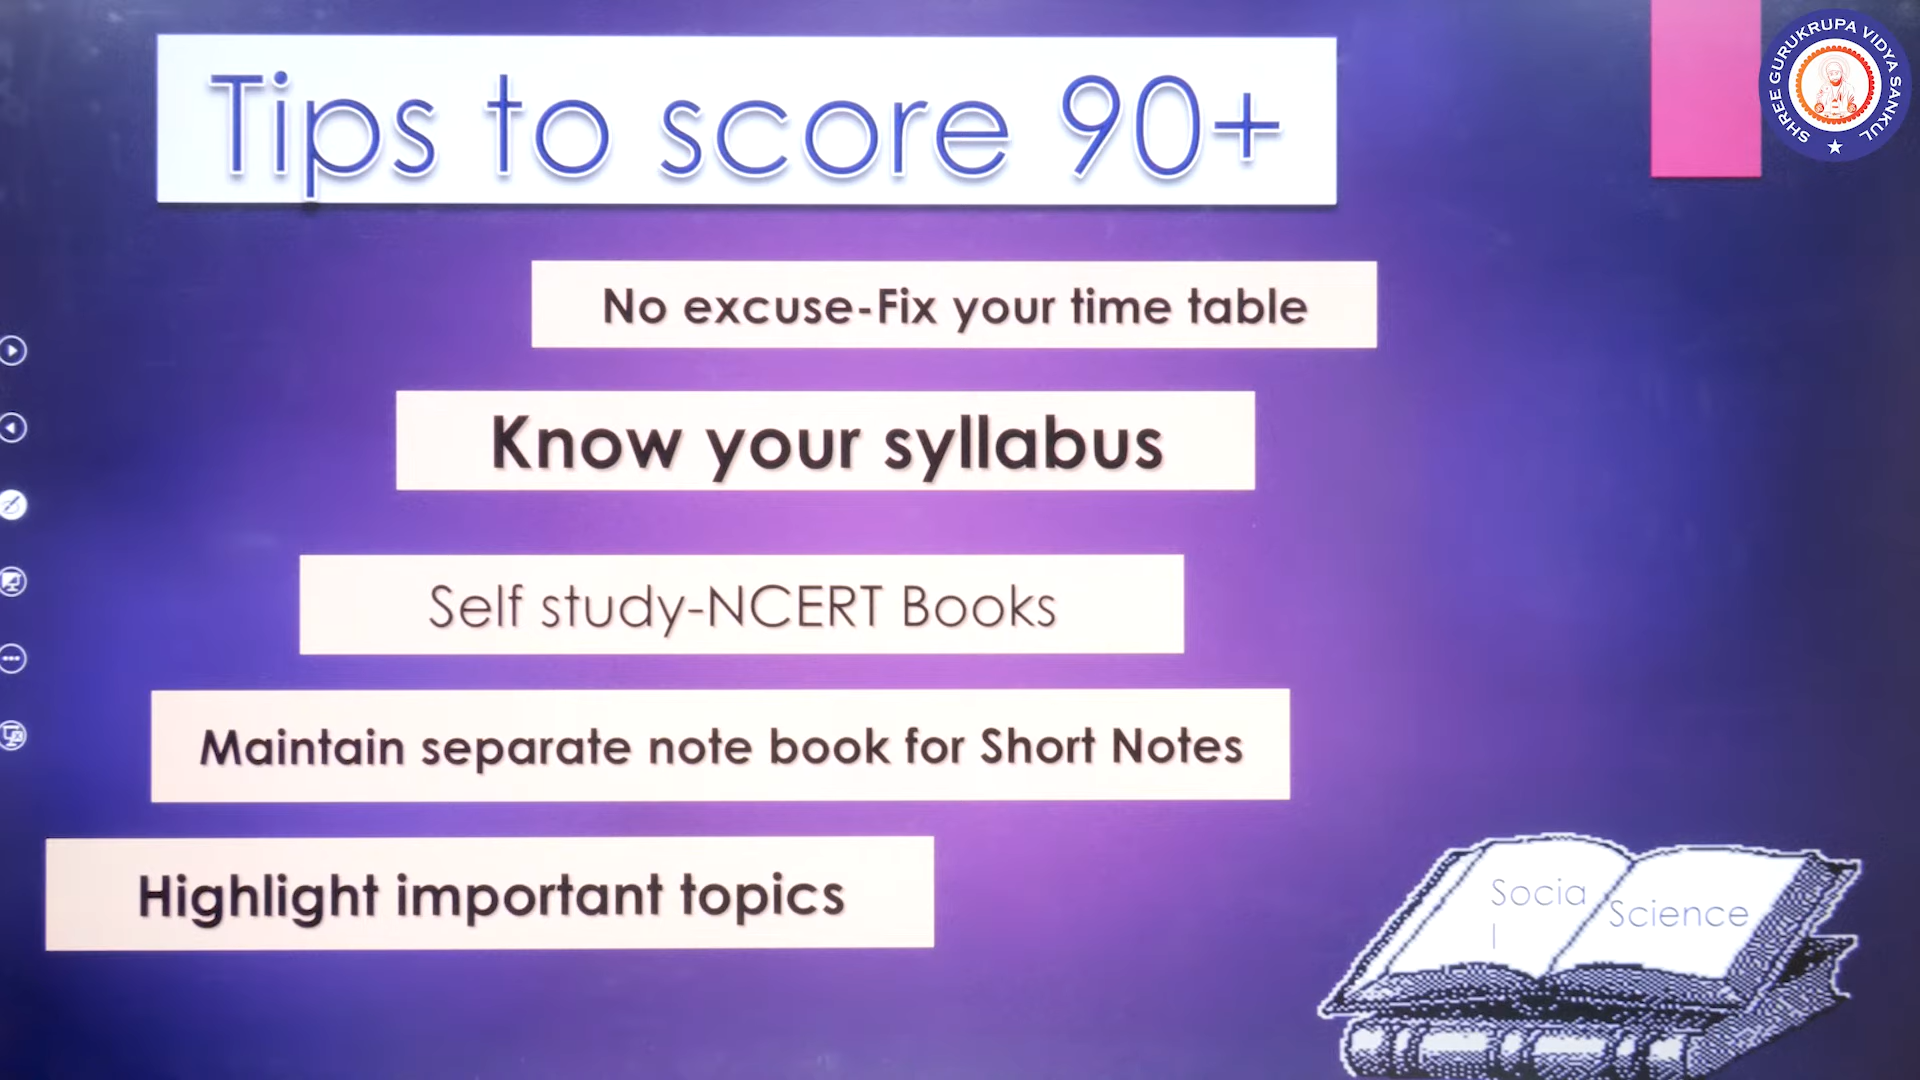 Tips to score 90+
SHREE GURUKRUPA VIDYA SANKUL
No excuse-Fix your time table
Know your syllabus
Self study-NCERT Books
Maintain separate note book for Short Notes
Highlight important topics
Socia
l
Science